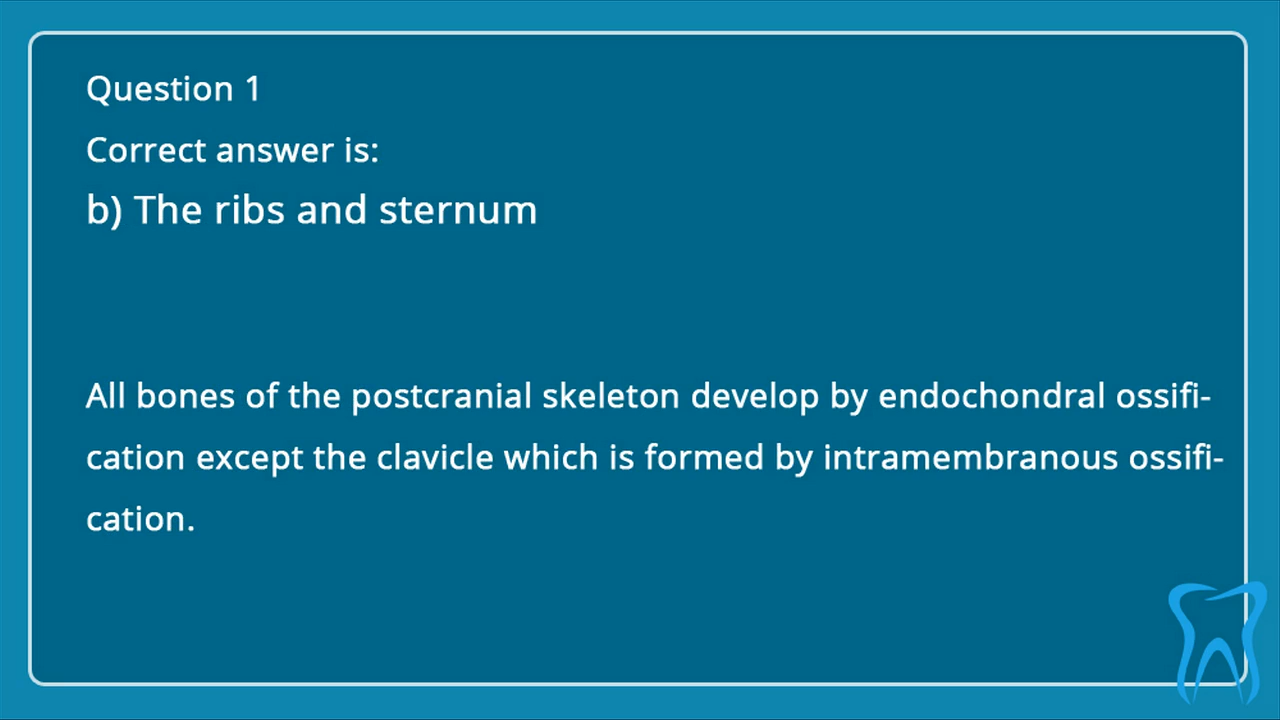 Question 1
Correct answer is:
b) The ribs and sternum
All bones of the postcranial skeleton develop by endochondral ossifi-
cation except the clavicle which is formed by intramembranous ossifi-
cation.